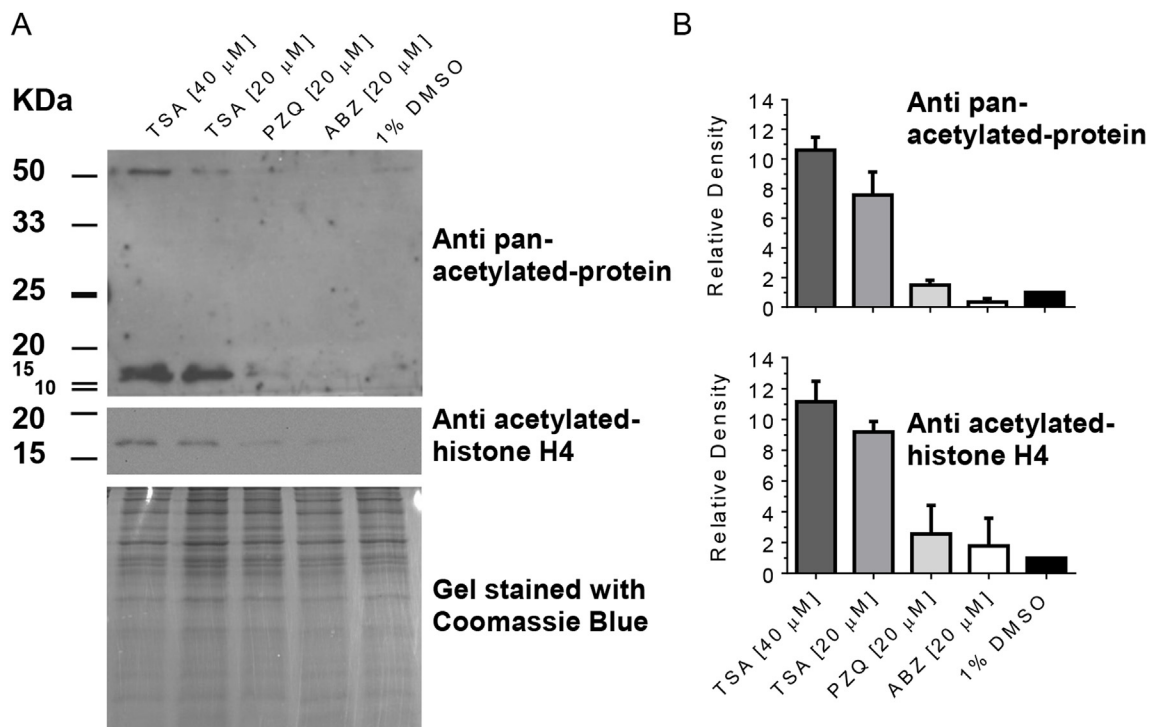 A
TSA [40 μM]
TSA [20 μM]
PZQ [20 μM]
ABZ [20 μM]
1% DMSO
KDa
50
33
25
20
15
10
Anti pan-
acetylated-protein
20
15
Anti acetylated-
histone H4
Gel stained with
Coomassie Blue
B
Anti pan-
acetylated-protein
Relative Density
14
12
10
8
6
4
2
0
Anti acetylated-
histone H4
Relative Density
14
12
10
8
6
4
2
0
TSA [40 μM]
TSA [20 μM]
PZQ [20 μM]
ABZ [20 μM]
1% DMSO